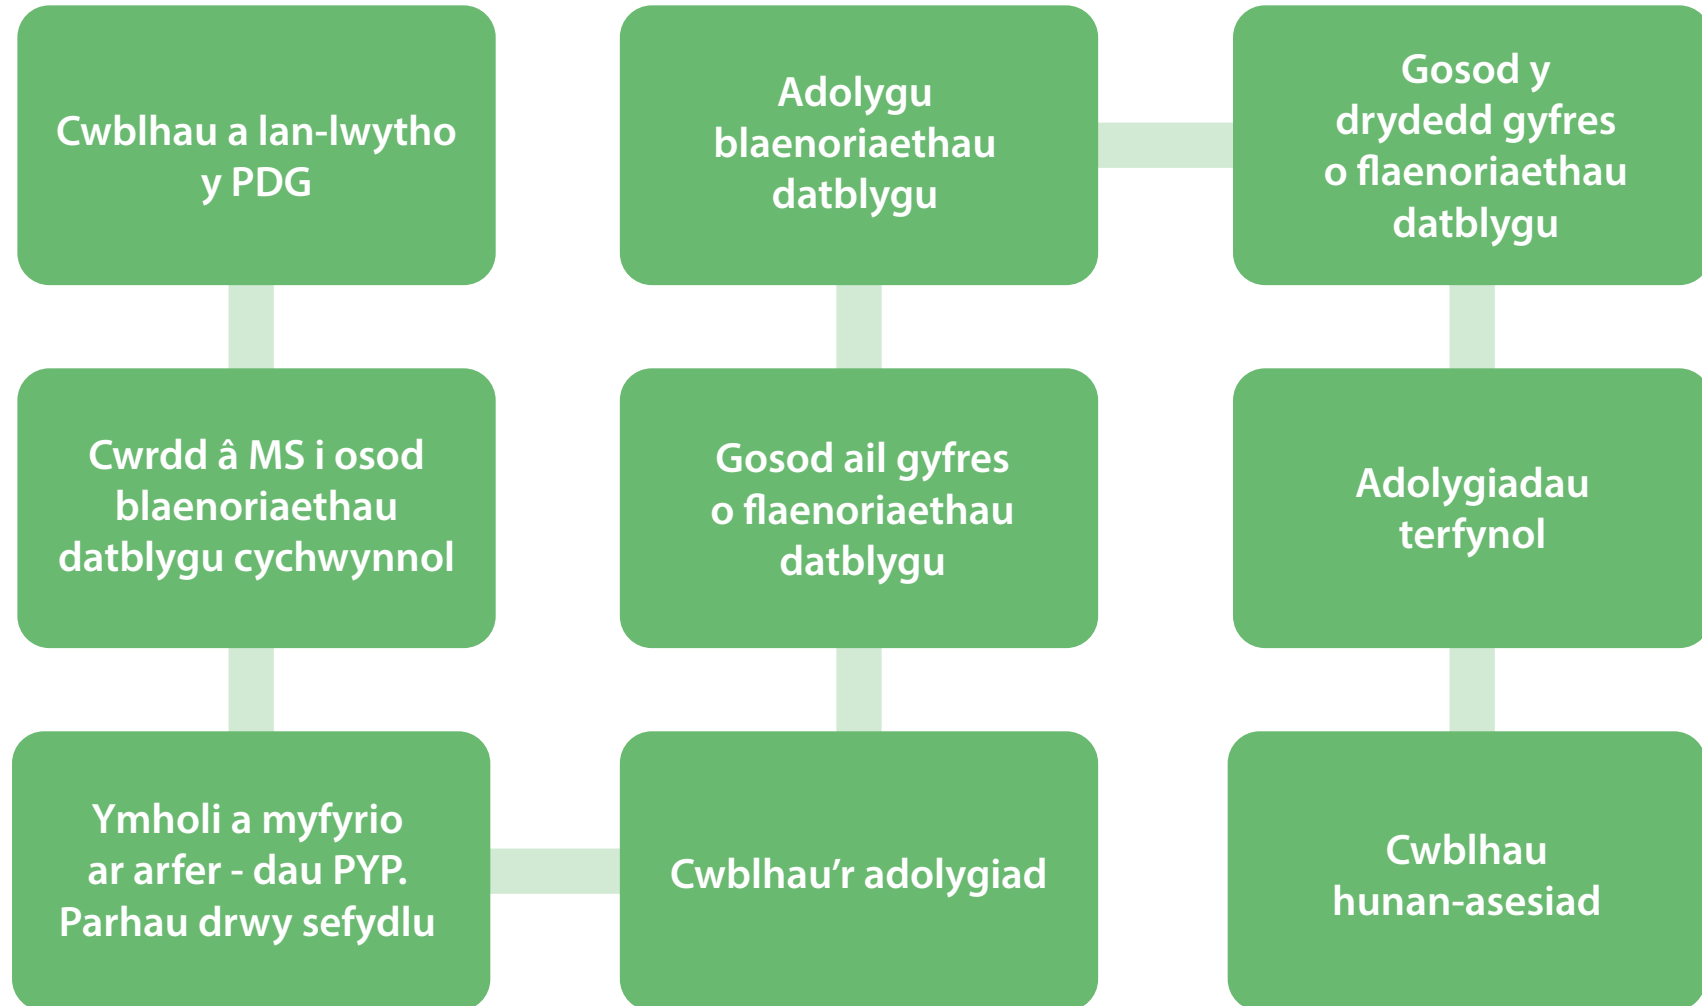 Cwblhau a lan-lwytho
y PDG
Cwrdd â MS i osod
blaenoriaethau
datblygu cychwynnol
Ymholi a myfyrio
ar arfer - dau PYP.
Parhau drwy sefydlu
Cwblhau’r adolygiad
Gosod ail gyfres
o flaenoriaethau
datblygu
Adolygu
blaenoriaethau
datblygu
Gosod y
drydedd gyfres
o flaenoriaethau
datblygu
Adolygiadau
terfynol
Cwblhau
hunan-asesiad